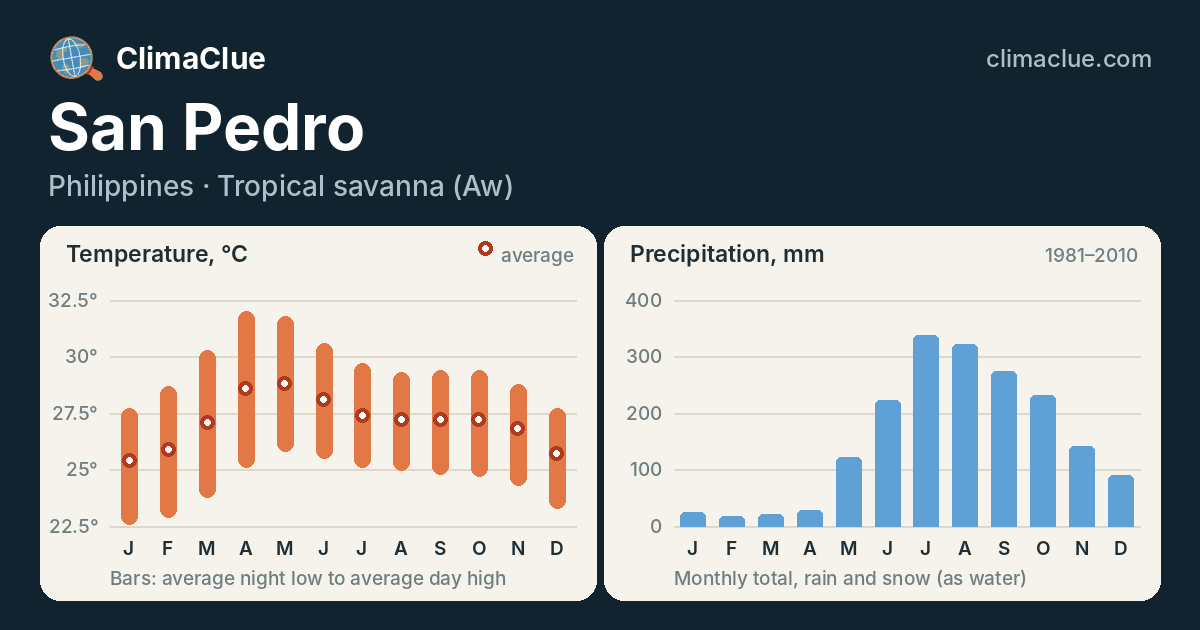 ClimaClue
climaclue.com
San Pedro
Philippines · Tropical savanna (Aw)
Temperature, °C
average
32.5°
30°
27.5°
25°
22.5°
J F M A M J J A S O N D
Bars: average night low to average day high
Precipitation, mm
1981–2010
400
300
200
100
0
J F M A M J J A S O N D
Monthly total, rain and snow (as water)